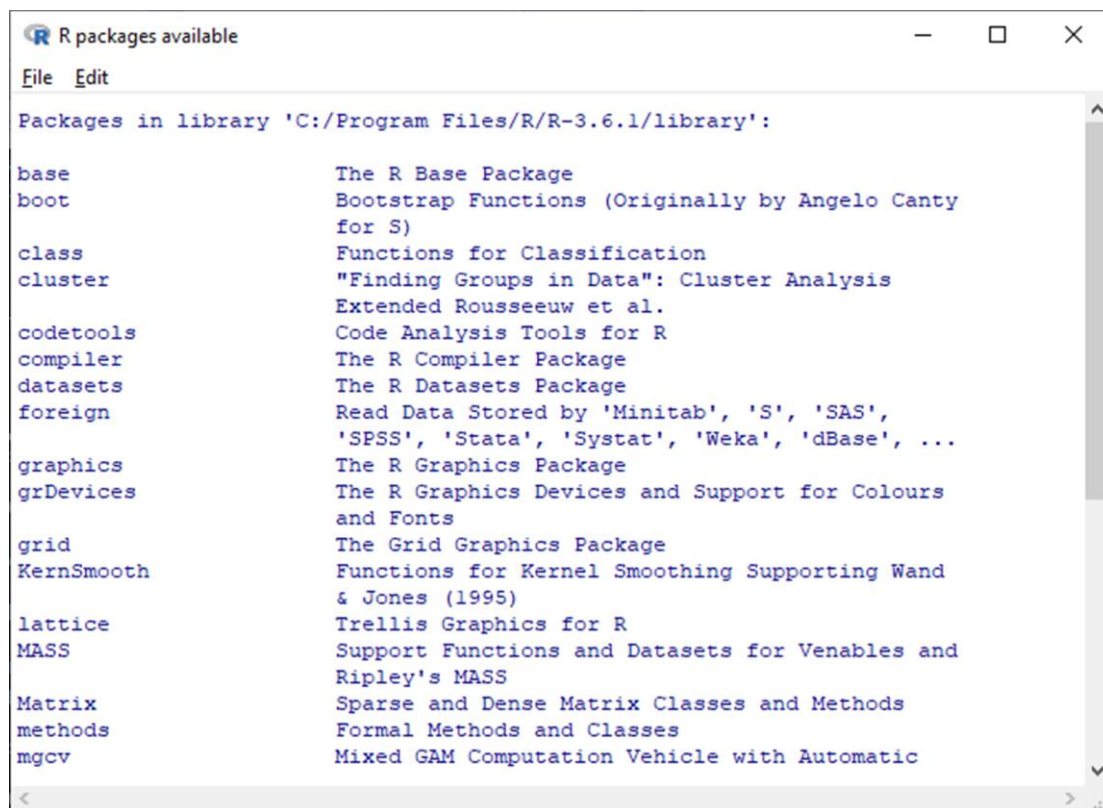 R packages available
File Edit
Packages in library 'C:/Program Files/R/R-3.6.1/library':
base The R Base Package
boot Bootstrap Functions (Originally by Angelo Canty
for S)
class Functions for Classification
cluster "Finding Groups in Data": Cluster Analysis
Extended Rousseeuw et al.
codetools Code Analysis Tools for R
compiler The R Compiler Package
datasets The R Datasets Package
foreign Read Data Stored by 'Minitab', 'S', 'SAS',
'SPSS', 'Stata', 'Systat', 'Weka', 'dBase', ...
graphics The R Graphics Package
grDevices The R Graphics Devices and Support for Colours
and Fonts
grid The Grid Graphics Package
KernSmooth Functions for Kernel Smoothing Supporting Wand
& Jones (1995)
lattice Trellis Graphics for R
MASS Support Functions and Datasets for Venables and
Ripley's MASS
Matrix Sparse and Dense Matrix Classes and Methods
methods Formal Methods and Classes
mgcv Mixed GAM Computation Vehicle with Automatic